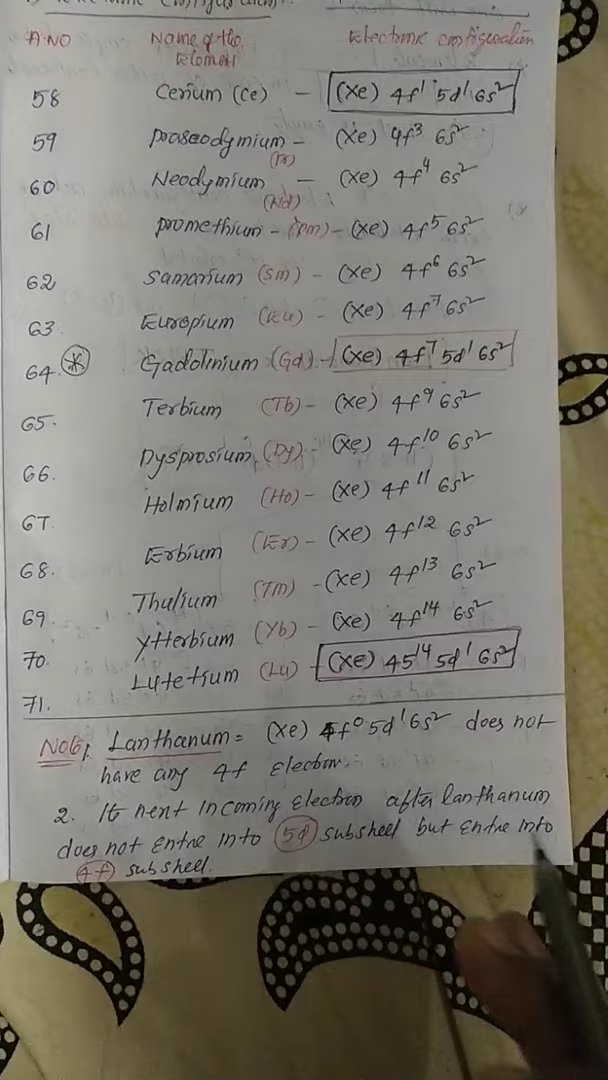 A.NO Name of the Element Electronic configuration
58 Cerium (Ce) – (Xe) 4f¹ 5d¹ 6s²
59 praseodymium – (Xe) 4f³ 6s²
(Pr)
60 Neodymium – (Xe) 4f⁴ 6s²
(Nd)
61 promethium – (Pm) – (Xe) 4f⁵ 6s²
62 Samarium (Sm) – (Xe) 4f⁶ 6s²
63. Europium (Eu) – (Xe) 4f⁷ 6s²
64. * Gadolinium (Gd) – (Xe) 4f⁷ 5d¹ 6s²
65. Terbium (Tb) – (Xe) 4f⁹ 6s²
66. Dysprosium (Dy) – (Xe) 4f¹⁰ 6s²
67. Holmium (Ho) – (Xe) 4f¹¹ 6s²
68. Erbium (Er) – (Xe) 4f¹² 6s²
69. Thulium (Tm) – (Xe) 4f¹³ 6s²
70. Ytterbium (Yb) – (Xe) 4f¹⁴ 6s²
71. Lutetium (Lu) – (Xe) 45¹⁴ 5d¹ 6s²
Lanthanum = (Xe) 4f⁰ 5d¹ 6s² does not
have any 4f Electron.
2. Its next incoming Electron after lanthanum
does not entre into (5d) subshell but entre into
(4f) subshell.